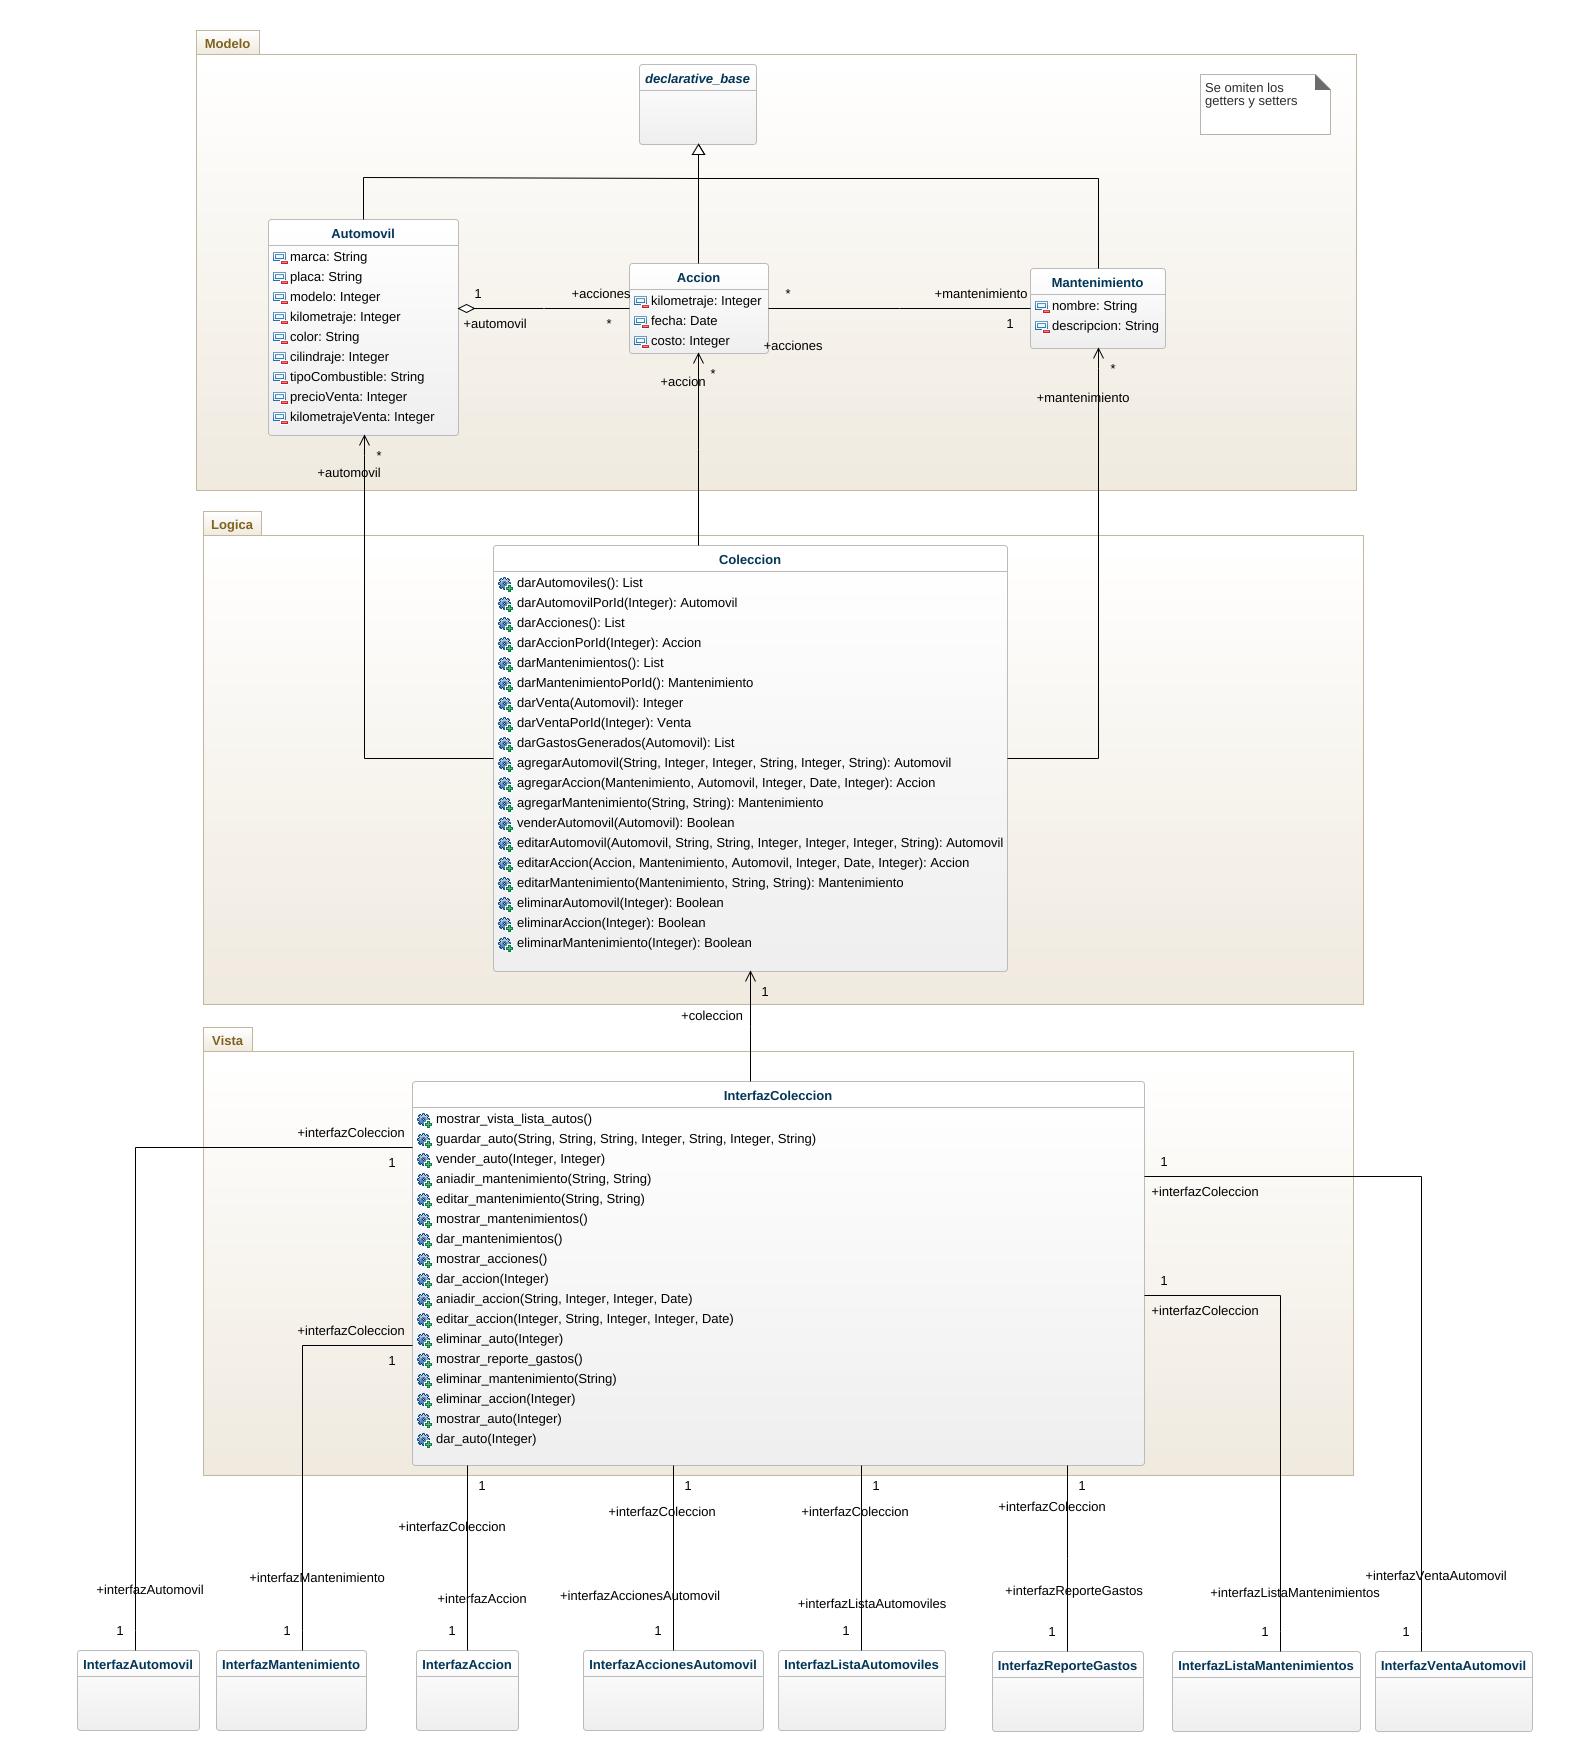 Modelo
declarative_base
Se omiten los
getters y setters
Automovil
marca: String
placa: String
modelo: Integer
kilometraje: Integer
color: String
cilindraje: Integer
tipoCombustible: String
precioVenta: Integer
kilometrajeVenta: Integer
1
+automovil
+acciones
*
Accion
kilometraje: Integer
fecha: Date
costo: Integer
*
+acciones
+mantenimiento
1
Mantenimiento
nombre: String
descripcion: String
*
+automovil
*
+accion
*
+mantenimiento
Logica
Coleccion
darAutomoviles(): List
darAutomovilPorId(Integer): Automovil
darAcciones(): List
darAccionPorId(Integer): Accion
darMantenimientos(): List
darMantenimientoPorId(): Mantenimiento
darVenta(Automovil): Integer
darVentaPorId(Integer): Venta
darGastosGenerados(Automovil): List
agregarAutomovil(String, Integer, Integer, String, Integer, String): Automovil
agregarAccion(Mantenimiento, Automovil, Integer, Date, Integer): Accion
agregarMantenimiento(String, String): Mantenimiento
venderAutomovil(Automovil): Boolean
editarAutomovil(Automovil, String, String, Integer, Integer, Integer, String): Automovil
editarAccion(Accion, Mantenimiento, Automovil, Integer, Date, Integer): Accion
editarMantenimiento(Mantenimiento, String, String): Mantenimiento
eliminarAutomovil(Integer): Boolean
eliminarAccion(Integer): Boolean
eliminarMantenimiento(Integer): Boolean
1
+coleccion
Vista
InterfazColeccion
mostrar_vista_lista_autos()
guardar_auto(String, String, String, Integer, String, Integer, String)
vender_auto(Integer, Integer)
aniadir_mantenimiento(String, String)
editar_mantenimiento(String, String)
mostrar_mantenimientos()
dar_mantenimientos()
mostrar_acciones()
dar_accion(Integer)
aniadir_accion(String, Integer, Integer, Date)
editar_accion(Integer, String, Integer, Integer, Date)
eliminar_auto(Integer)
mostrar_reporte_gastos()
eliminar_mantenimiento(String)
eliminar_accion(Integer)
mostrar_auto(Integer)
dar_auto(Integer)
+interfazColeccion
1
+interfazColeccion
1
1
+interfazColeccion
1
+interfazColeccion
1
+interfazColeccion
1
+interfazColeccion
1
+interfazColeccion
1
+interfazColeccion
+interfazAutomovil
1
+interfazMantenimiento
1
+interfazAccion
1
+interfazAccionesAutomovil
1
+interfazListaAutomoviles
1
+interfazReporteGastos
1
+interfazListaMantenimientos
1
+interfazVentaAutomovil
1
InterfazAutomovil
InterfazMantenimiento
InterfazAccion
InterfazAccionesAutomovil
InterfazListaAutomoviles
InterfazReporteGastos
InterfazListaMantenimientos
InterfazVentaAutomovil